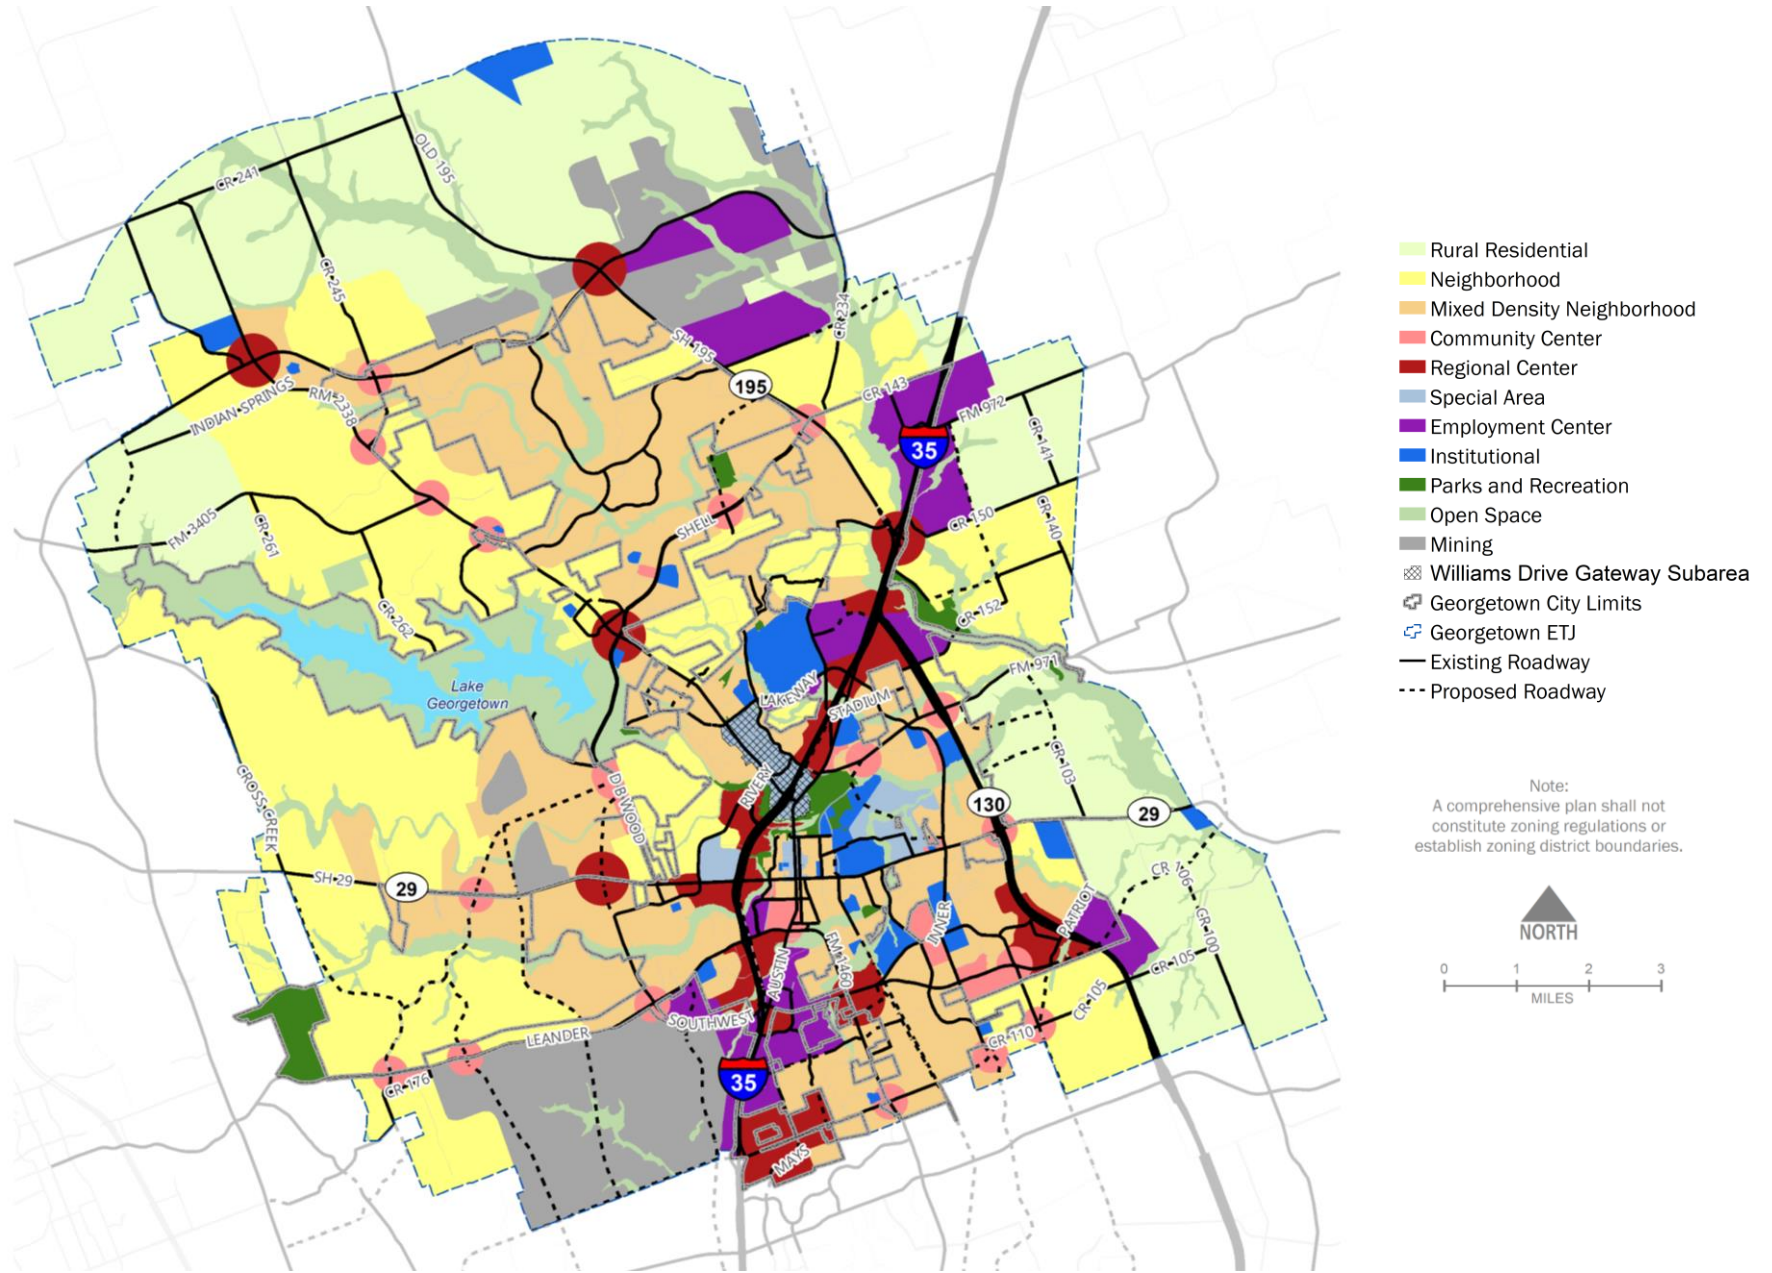 OLD 195
CR 241
CR 245
CR 234
SH 195
195
CR 143
INDIAN SPRINGS
RM 2338
FM 972
35
CR 141
FM 3405
CR 261
SHELL
CR 150
CR 140
CR 262
CR 152
FM 971
Lake
Georgetown
LAKEWAY
STADIUM
CROSS CREEK
DB WOOD
RIVERY
CR 103
130
29
SH 29
29
CR 106
PATRIOT
INNER
CR 100
FM 1460
AUSTIN
CR 105
CR 105
SOUTHWEST
LEANDER
CR 110
CR 176
35
MAYS
Rural Residential
Neighborhood
Mixed Density Neighborhood
Community Center
Regional Center
Special Area
Employment Center
Institutional
Parks and Recreation
Open Space
Mining
Williams Drive Gateway Subarea
Georgetown City Limits
Georgetown ETJ
Existing Roadway
Proposed Roadway
Note:
A comprehensive plan shall not
constitute zoning regulations or
establish zoning district boundaries.
NORTH
0 1 2 3
MILES